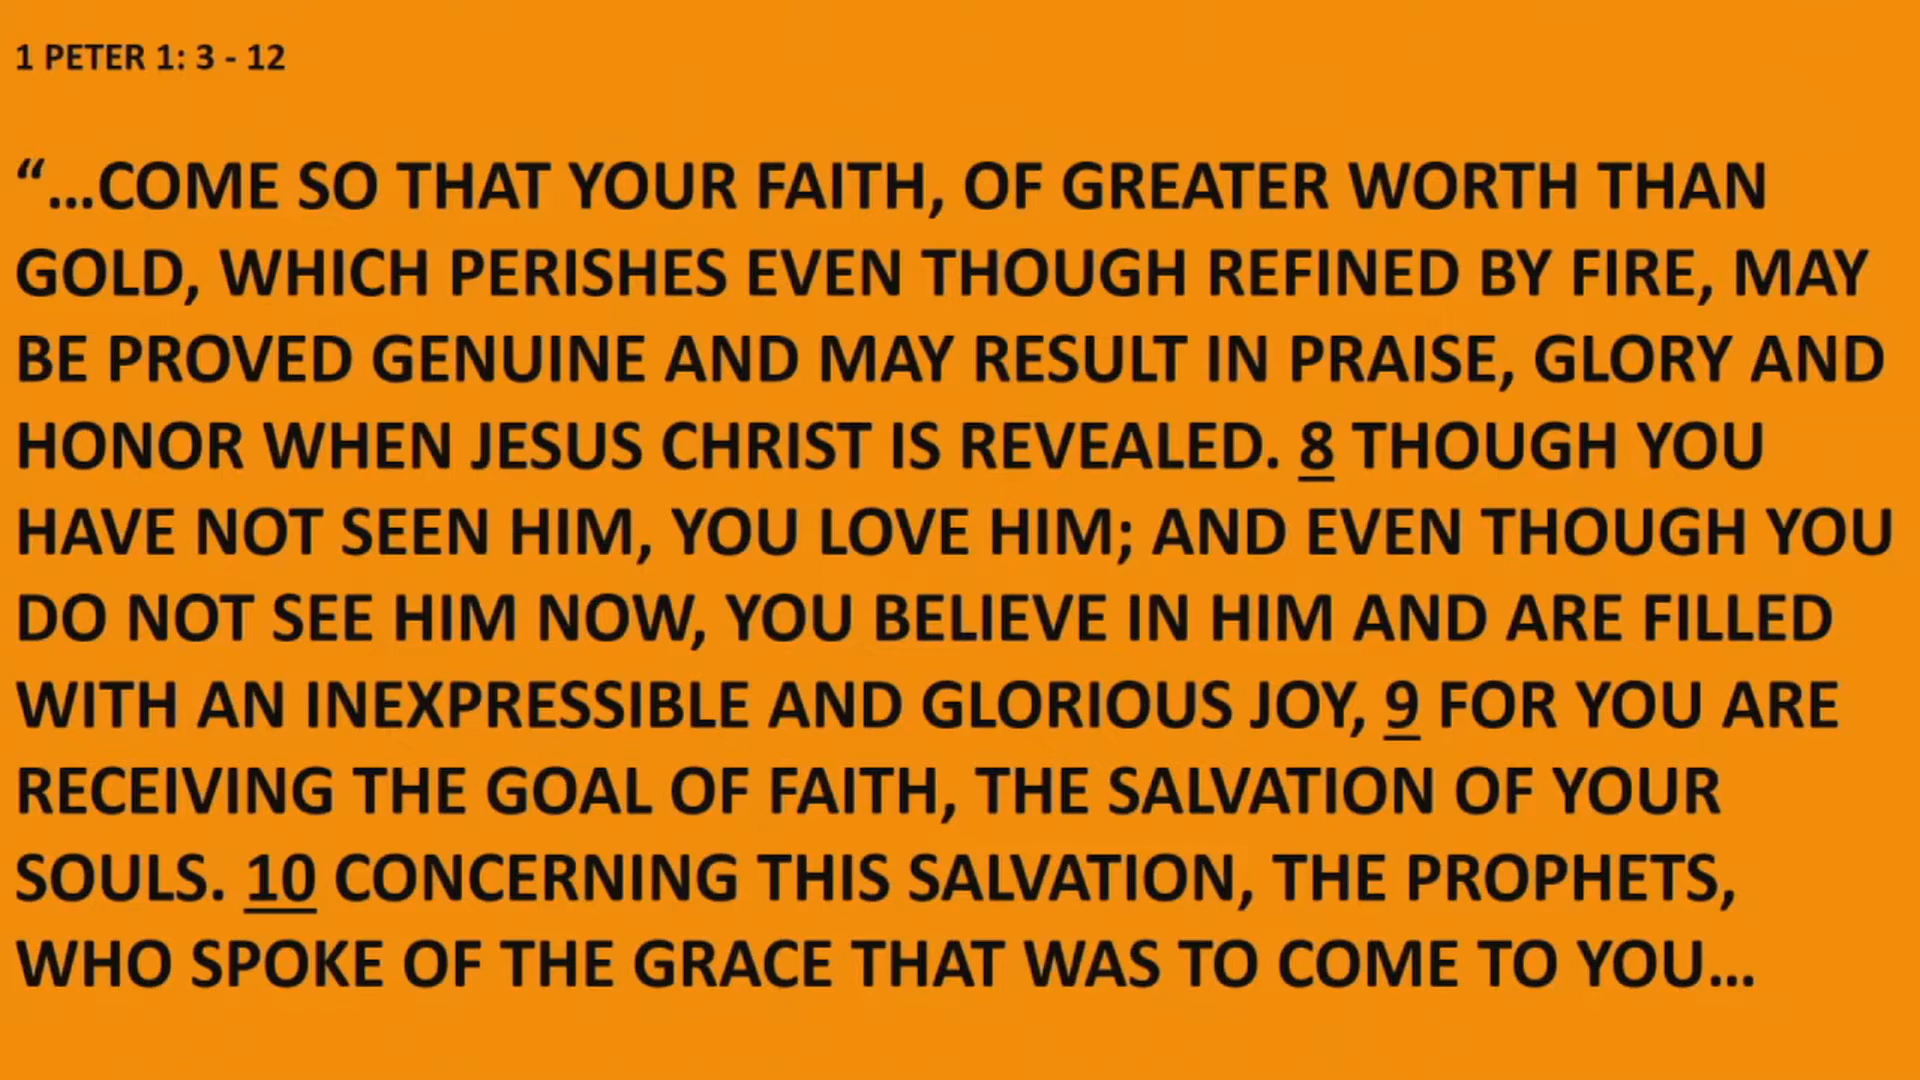 1 PETER 1: 3 - 12
“...COME SO THAT YOUR FAITH, OF GREATER WORTH THAN
GOLD, WHICH PERISHES EVEN THOUGH REFINED BY FIRE, MAY
BE PROVED GENUINE AND MAY RESULT IN PRAISE, GLORY AND
HONOR WHEN JESUS CHRIST IS REVEALED. 8 THOUGH YOU
HAVE NOT SEEN HIM, YOU LOVE HIM; AND EVEN THOUGH YOU
DO NOT SEE HIM NOW, YOU BELIEVE IN HIM AND ARE FILLED
WITH AN INEXPRESSIBLE AND GLORIOUS JOY, 9 FOR YOU ARE
RECEIVING THE GOAL OF FAITH, THE SALVATION OF YOUR
SOULS. 10 CONCERNING THIS SALVATION, THE PROPHETS,
WHO SPOKE OF THE GRACE THAT WAS TO COME TO YOU...